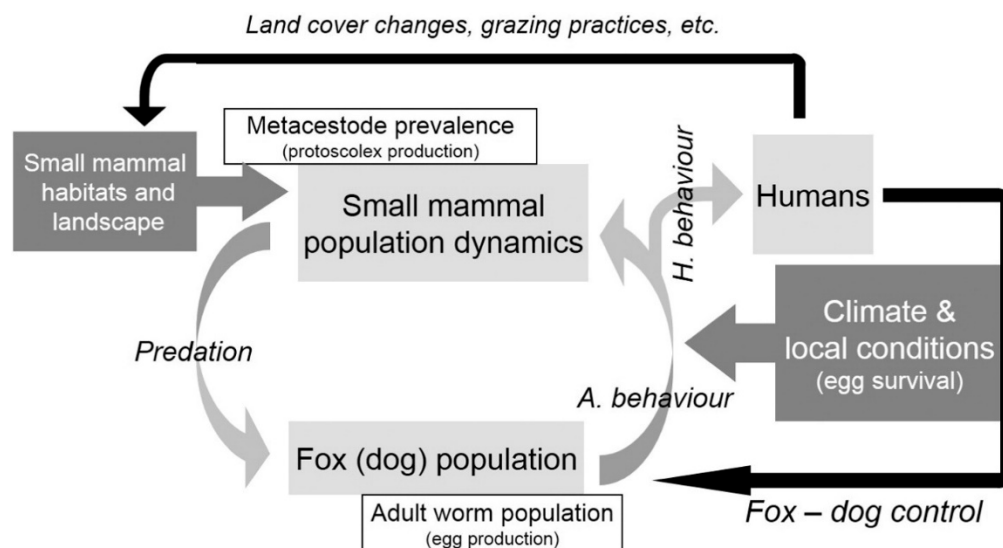 Land cover changes, grazing practices, etc.
Metacestode prevalence
(protoscolex production)
Small mammal
habitats and
landscape
Small mammal
population dynamics
H. behaviour
Humans
Climate &
local conditions
(egg survival)
Predation
A. behaviour
Fox (dog) population
Adult worm population
(egg production)
Fox – dog control